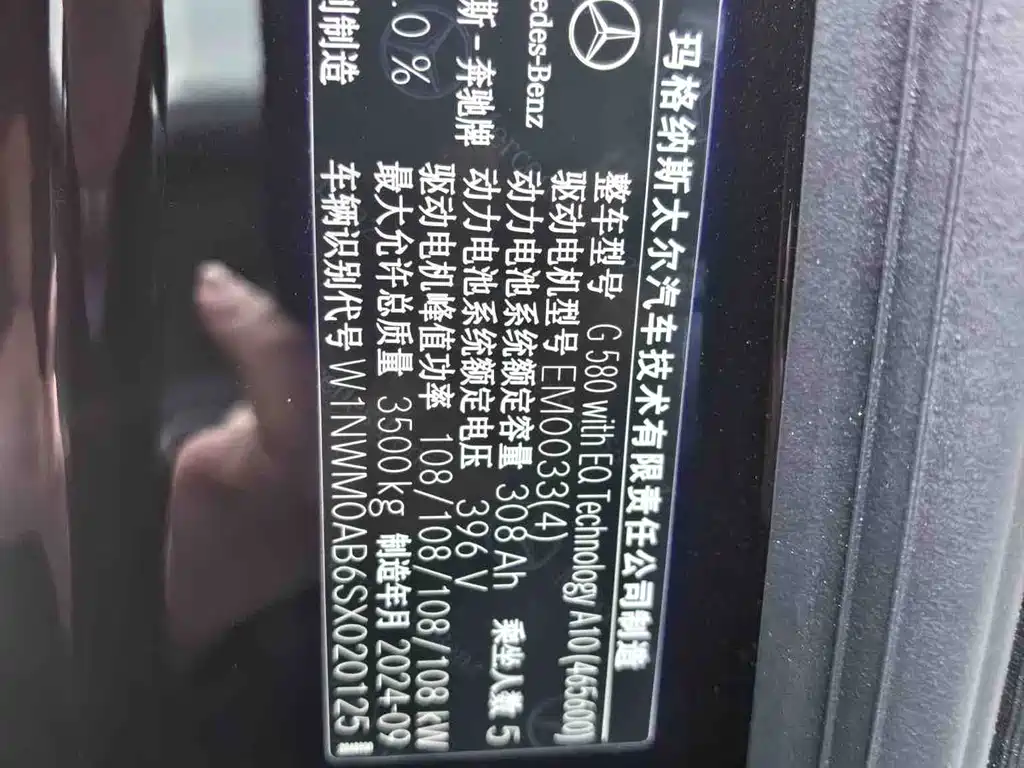 玛格纳斯太尔汽车技术有限责任公司制造
整车型号 G 580 with EQ Technology A10(465600)
驱动电机型号 EM0033(4)
edes-Benz 动力电池系统额定容量 308 Ah 乘坐人数 5
斯-奔驰牌 动力电池系统额定电压 396 V
驱动电机峰值功率 108/108/108/108 kW
.0% 最大允许总质量 3500kg 制造年月 2024-09
制造 车辆识别代号 W1NWM0AB6SX020125